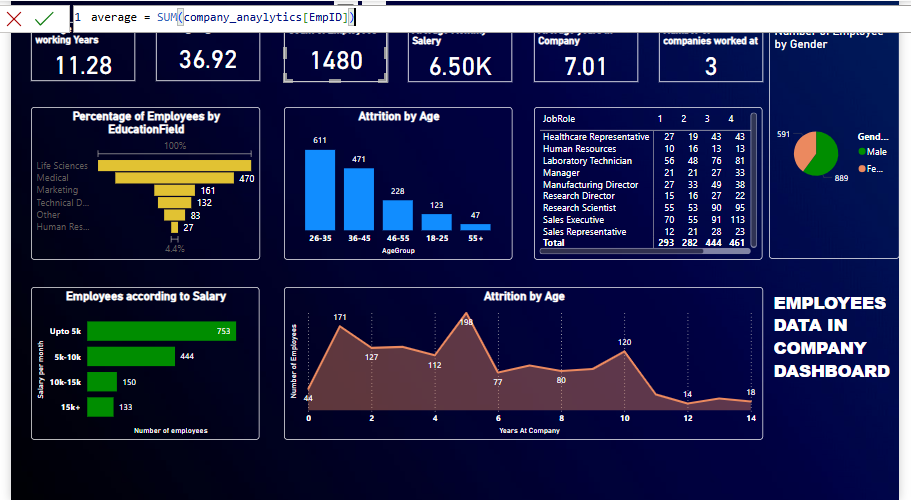 1 average = SUM(company_anaylytics[EmpID])
working Years
11.28
36.92
1480
Salery
6.50K
Company
7.01
companies worked at
3
Number of Employee
by Gender
591
889
Gend...
Male
Fe...
Percentage of Employees by
EducationField
100%
Life Sciences
Medical 470
Marketing 161
Technical D... 132
Other 83
Human Res... 27
4.4%
Attrition by Age
611
471
228
123
47
26-35 36-45 46-55 18-25 55+
AgeGroup
JobRole 1 2 3 4
Healthcare Representative 27 19 43 43
Human Resources 10 16 13 13
Laboratory Technician 56 48 76 81
Manager 21 21 27 33
Manufacturing Director 27 33 49 38
Research Director 15 16 27 22
Research Scientist 55 53 90 95
Sales Executive 70 55 91 113
Sales Representative 12 21 28 23
Total 293 282 444 461
Employees according to Salary
Salary per month
Upto 5k 753
5k-10k 444
10k-15k 150
15k+ 133
Number of employees
Attrition by Age
Number of Employees
44
171
127
112
198
77
80
120
14
18
0 2 4 6 8 10 12 14
Years At Company
EMPLOYEES
DATA IN
COMPANY
DASHBOARD